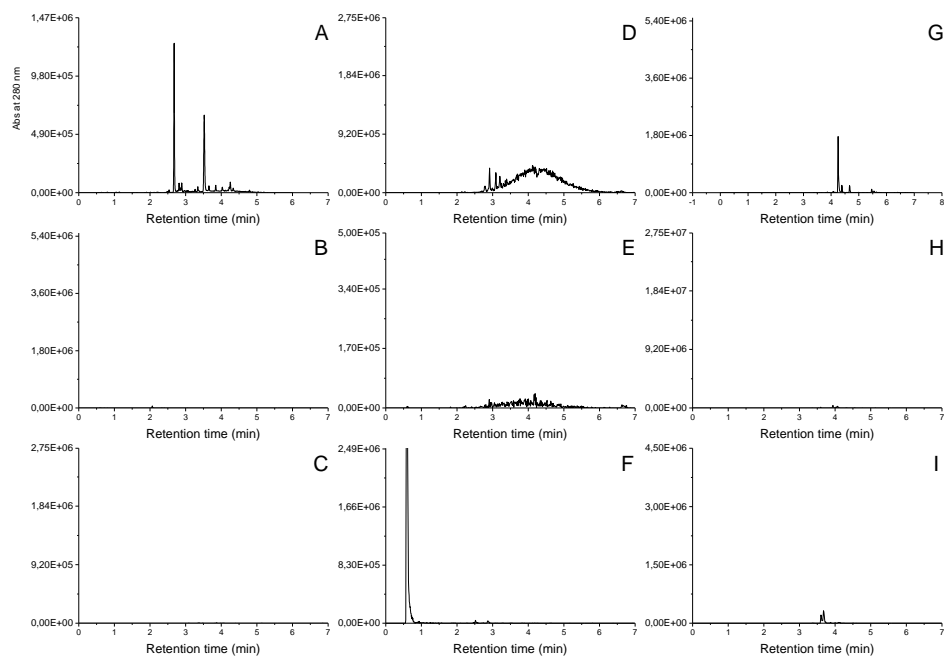 A
Abs at 280 nm
1,47E+06
9,80E+05
4,90E+05
0,00E+00
0 1 2 3 4 5 6 7
Retention time (min)
D
2,75E+06
1,84E+06
9,20E+05
0,00E+00
0 1 2 3 4 5 6 7
Retention time (min)
G
5,40E+06
3,60E+06
1,80E+06
0,00E+00
-1 0 1 2 3 4 5 6 7 8
Retention time (min)
B
5,40E+06
3,60E+06
1,80E+06
0,00E+00
0 1 2 3 4 5 6 7
Retention time (min)
E
5,00E+05
3,40E+05
1,70E+05
0,00E+00
0 1 2 3 4 5 6 7
Retention time (min)
H
2,75E+07
1,84E+07
9,20E+06
0,00E+00
0 1 2 3 4 5 6 7
Retention time (min)
C
2,75E+06
1,84E+06
9,20E+05
0,00E+00
0 1 2 3 4 5 6 7
Retention time (min)
F
2,49E+06
1,66E+06
8,30E+05
0,00E+00
0 1 2 3 4 5 6 7
Retention time (min)
I
4,50E+06
3,00E+06
1,50E+06
0,00E+00
0 1 2 3 4 5 6 7
Retention time (min)